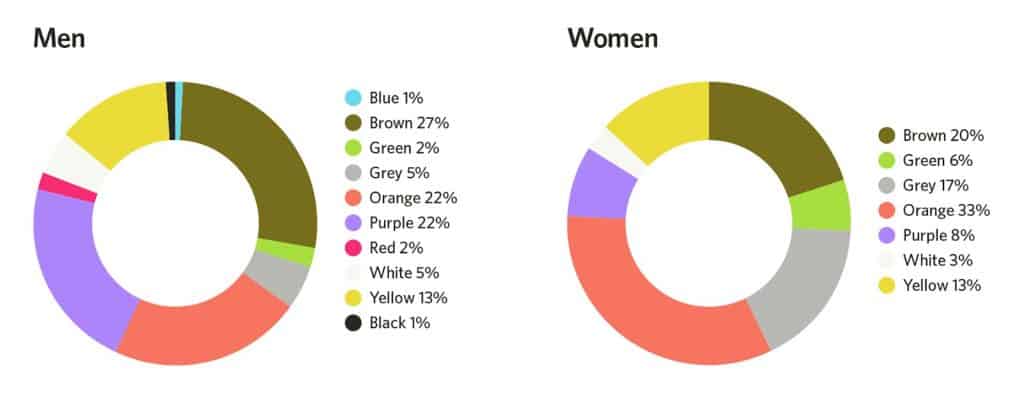 Men
Blue 1%
Brown 27%
Green 2%
Grey 5%
Orange 22%
Purple 22%
Red 2%
White 5%
Yellow 13%
Black 1%
Women
Brown 20%
Green 6%
Grey 17%
Orange 33%
Purple 8%
White 3%
Yellow 13%